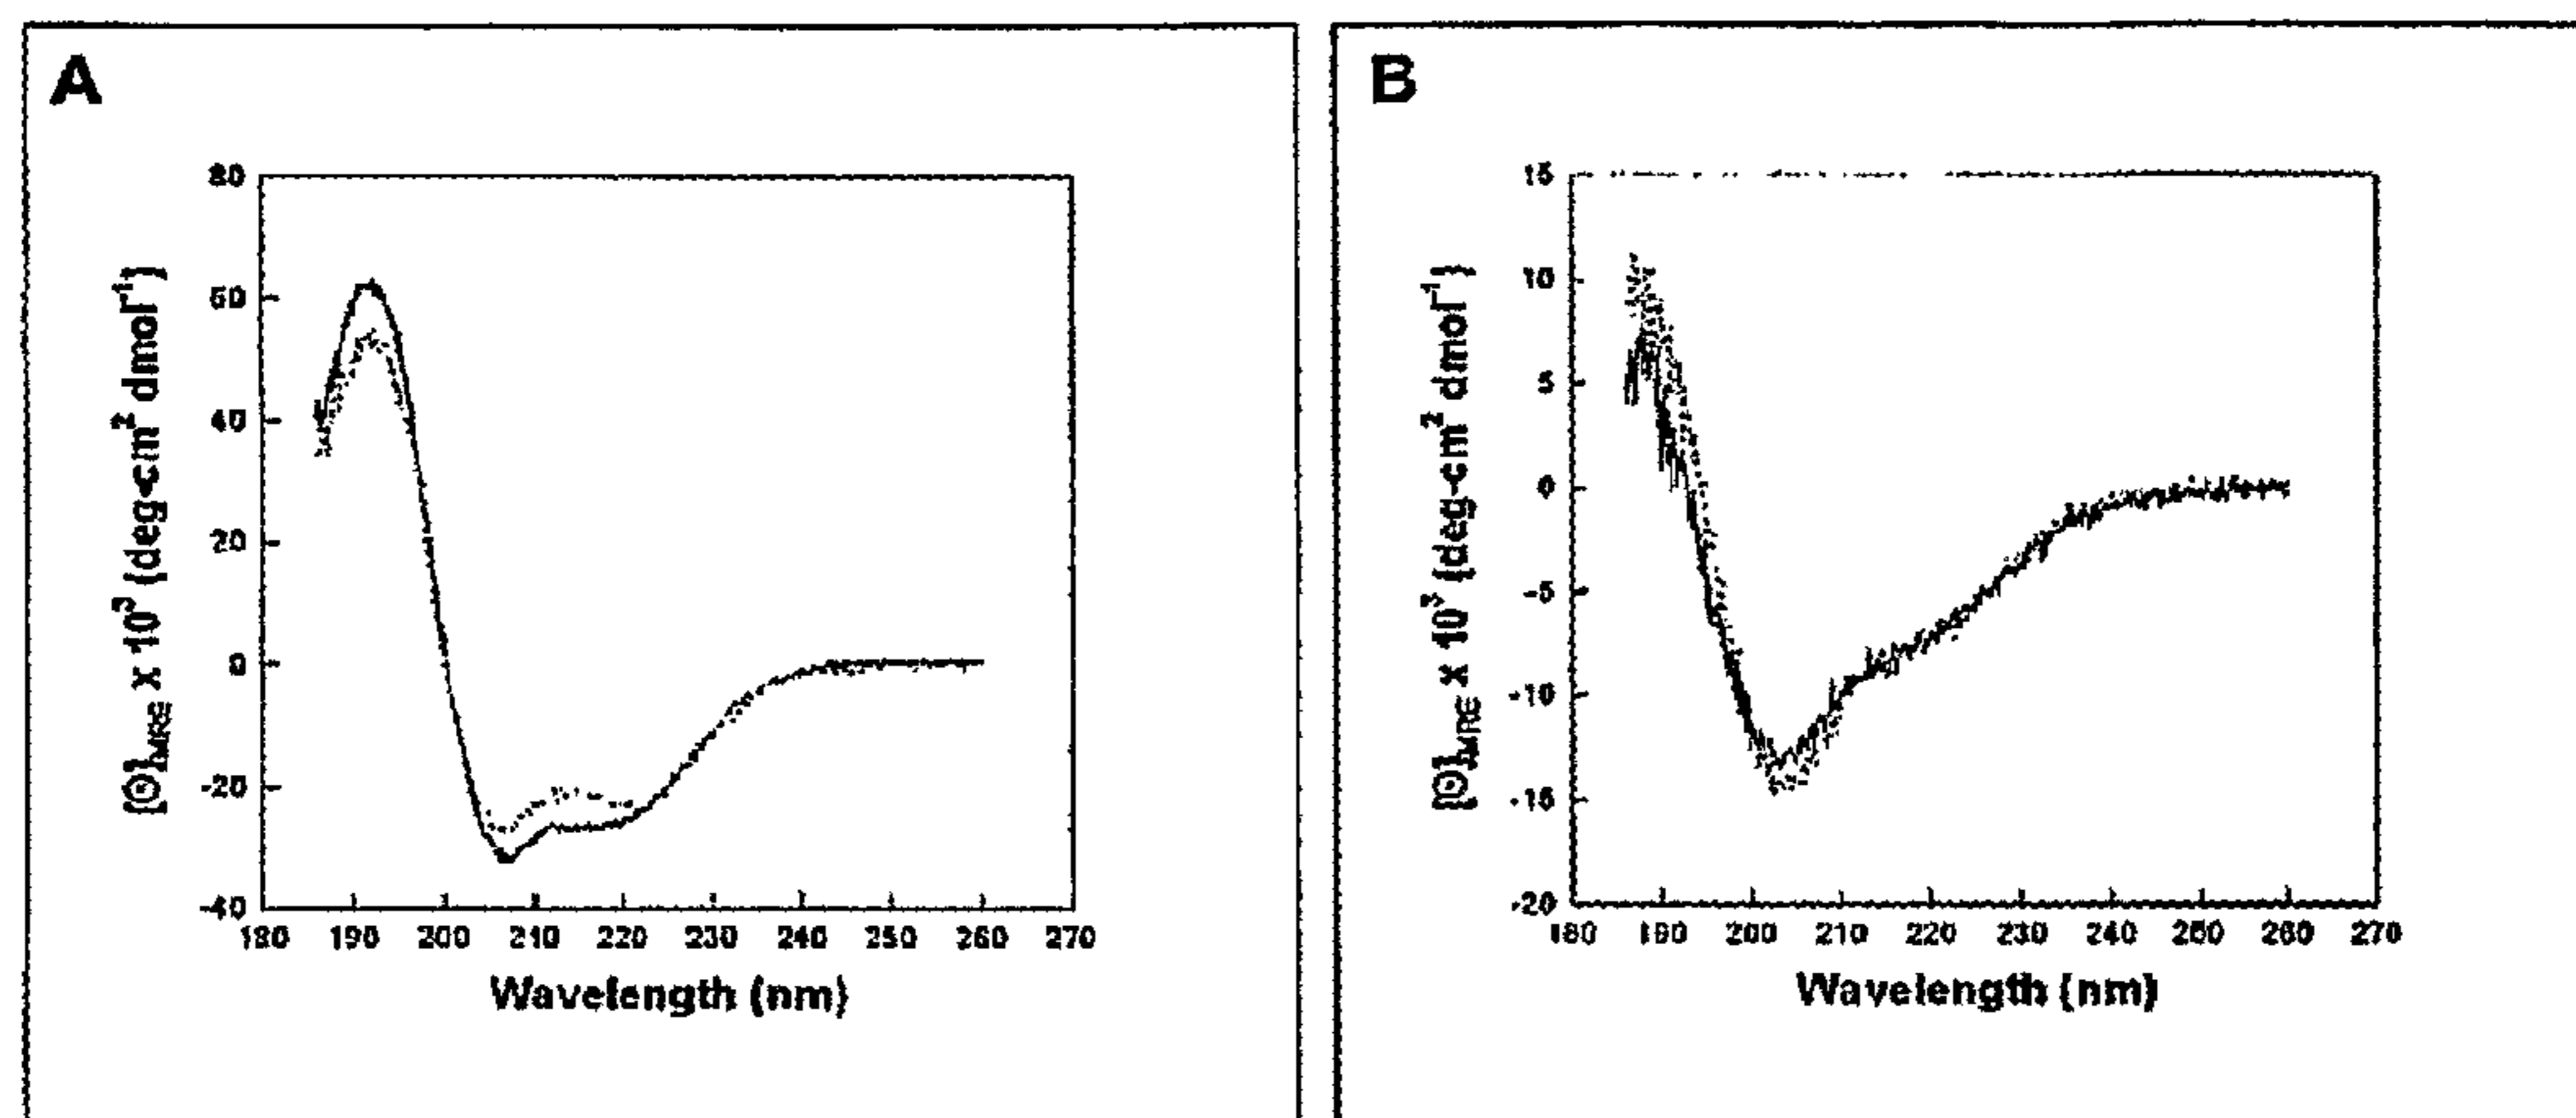 A
80
60
40
20
0
-20
-40
180 190 200 210 220 230 240 250 260 270
Wavelength (nm)
[Θ]MRE x 10³ (deg-cm² dmol⁻¹)
B
15
10
5
0
-5
-10
-15
-20
180 190 200 210 220 230 240 250 260 270
Wavelength (nm)
[Θ]MRE x 10³ (deg-cm² dmol⁻¹)